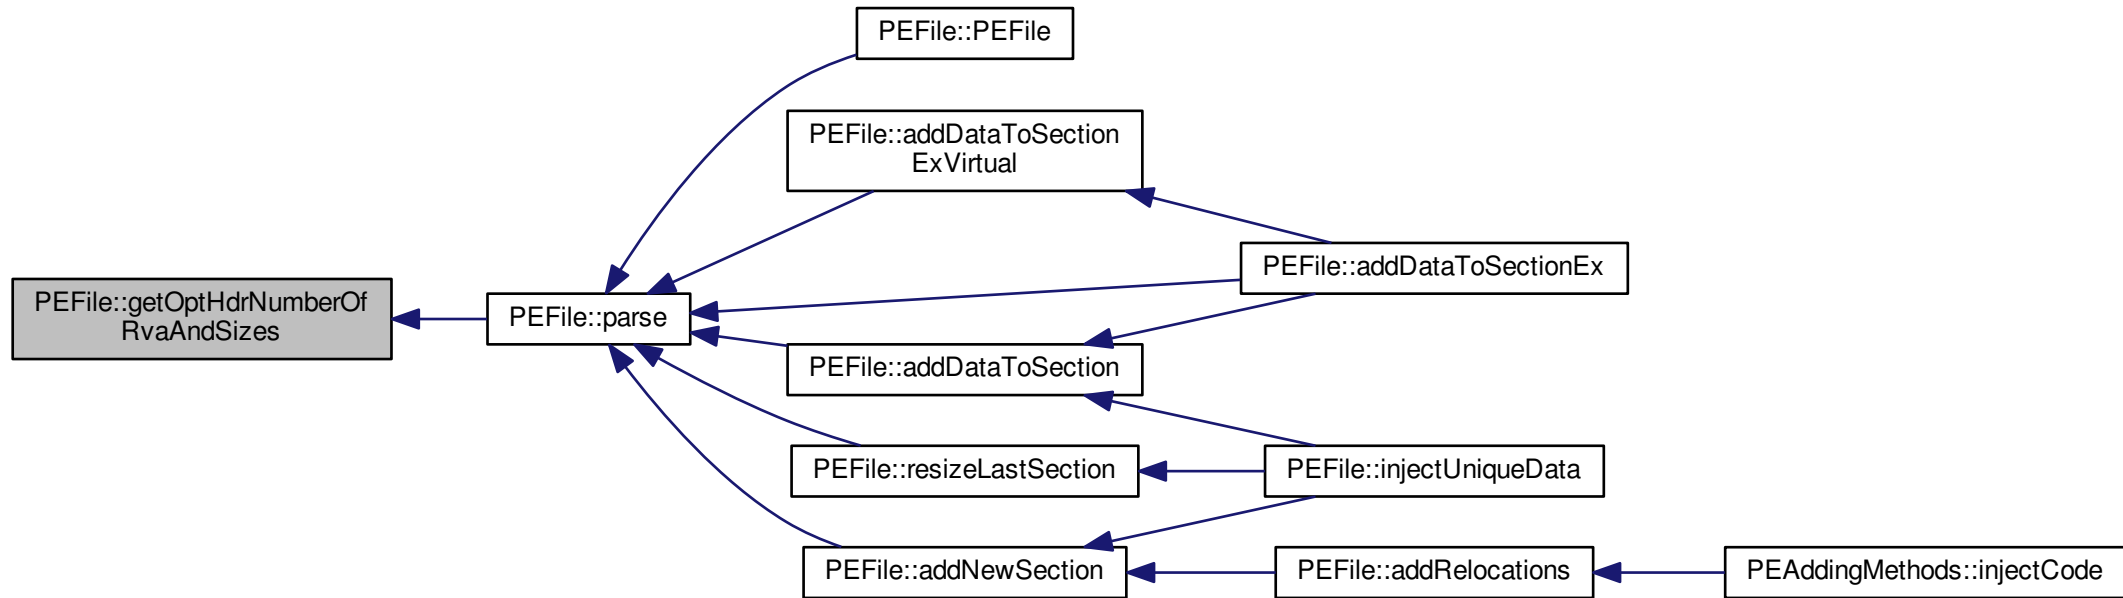 PEFile::PEFile
PEFile::addDataToSection
ExVirtual
PEFile::addDataToSectionEx
PEFile::getOptHdrNumberOf
RvaAndSizes
PEFile::parse
PEFile::addDataToSection
PEFile::resizeLastSection
PEFile::injectUniqueData
PEFile::addNewSection
PEFile::addRelocations
PEAddingMethods::injectCode